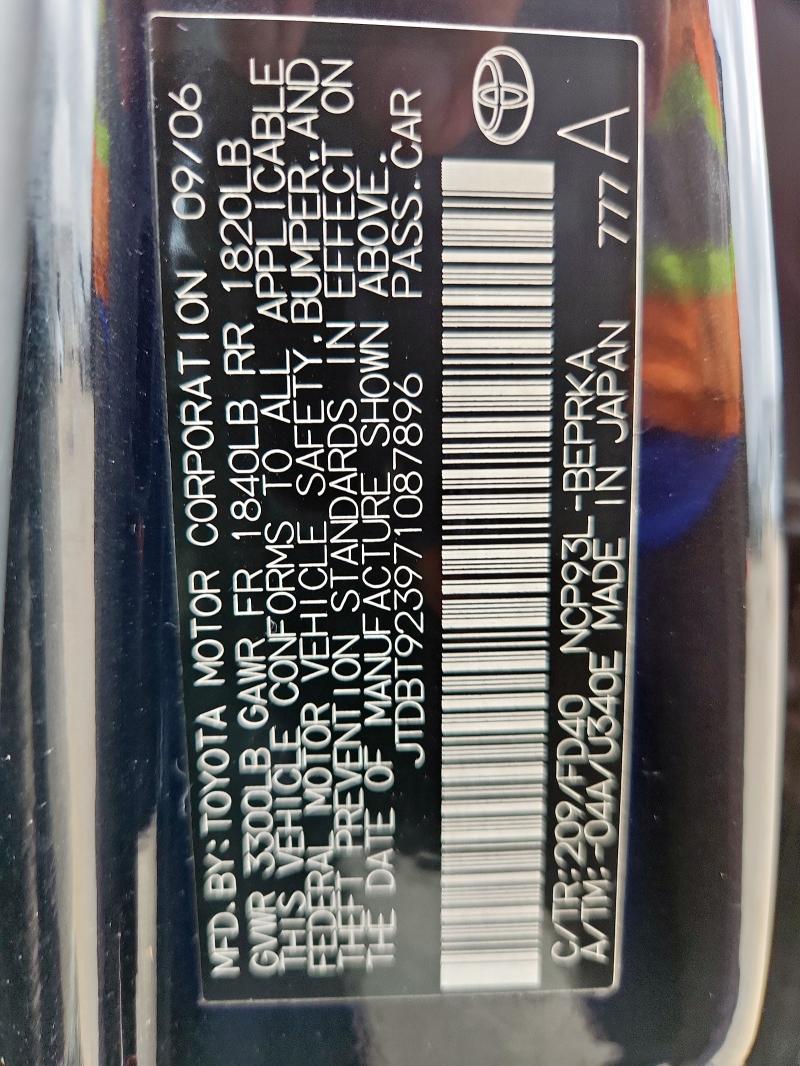 MFD.BY:TOYOTA MOTOR CORPORATION 09/06
GVWR 3300LB GAWR FR 1840LB RR 1820LB
THIS VEHICLE CONFORMS TO ALL APPLICABLE
FEDERAL MOTOR VEHICLE SAFETY,BUMPER,AND
THEFT PREVENTION STANDARDS IN EFFECT ON
THE DATE OF MANUFACTURE SHOWN ABOVE.
JTDBT923971087896 PASS.CAR
C/TR:209/FD40 NCP93L-BEPRKA
A/TM:-04A/U340E MADE IN JAPAN
777 A